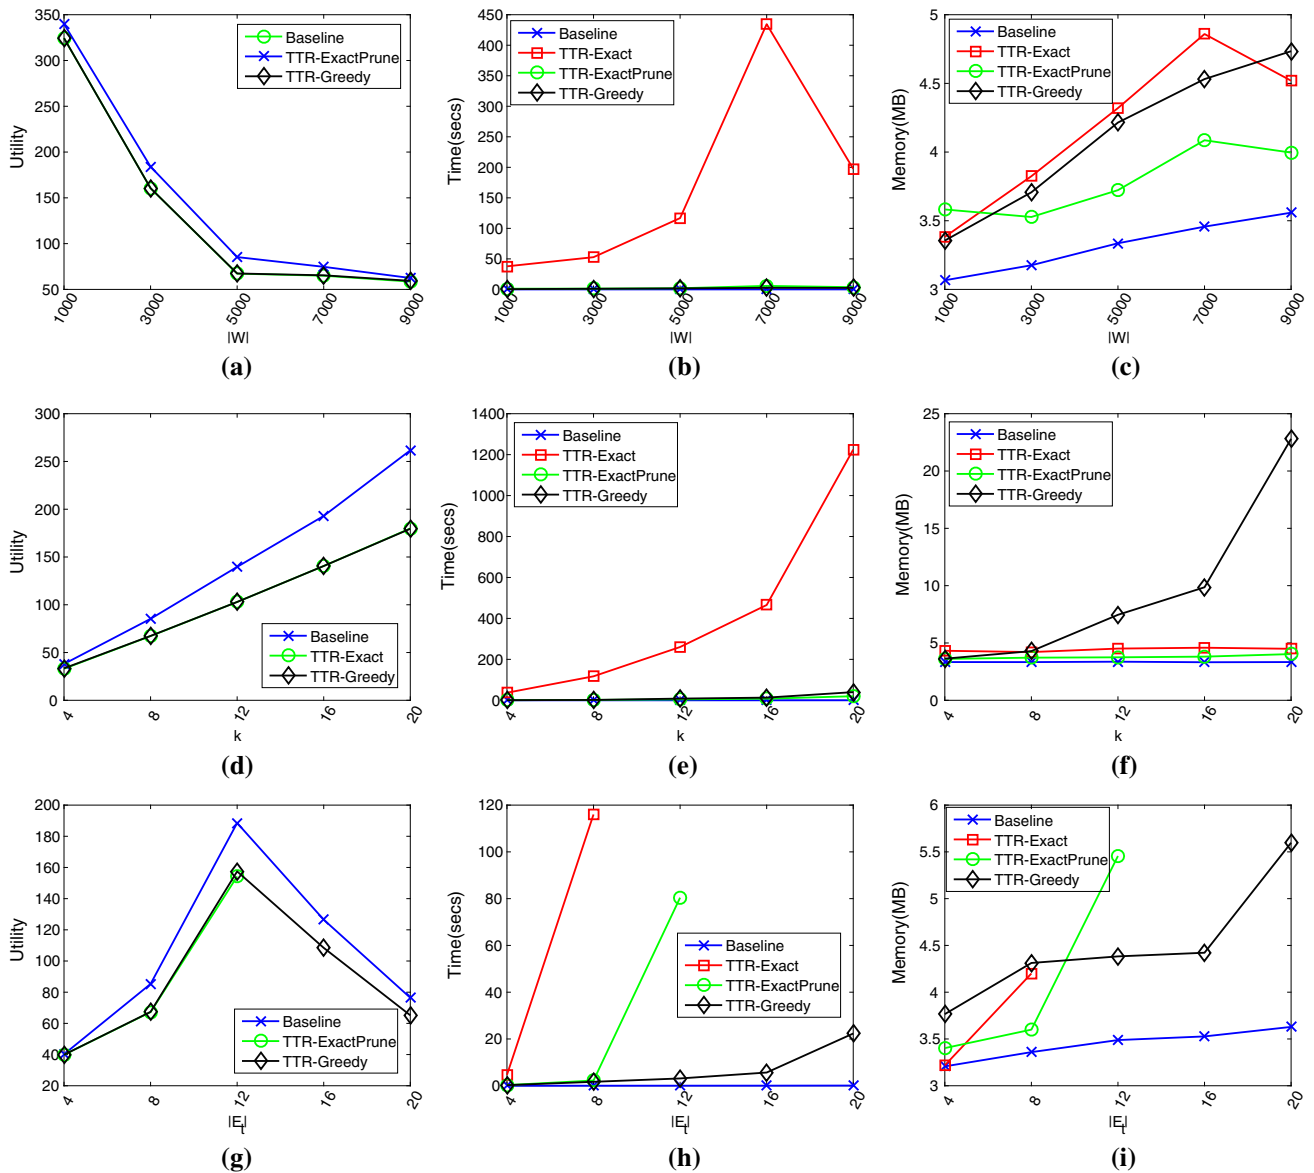 350
300
250
200
150
100
50
Utility
1000
3000
5000
7000
9000
|W|
Baseline
TTR-ExactPrune
TTR-Greedy
(a)
450
400
350
300
250
200
150
100
50
0
Time(secs)
1000
3000
5000
7000
9000
|W|
Baseline
TTR-Exact
TTR-ExactPrune
TTR-Greedy
(b)
5
4.5
4
3.5
3
Memory(MB)
1000
3000
5000
7000
9000
|W|
Baseline
TTR-Exact
TTR-ExactPrune
TTR-Greedy
(c)
300
250
200
150
100
50
0
Utility
4
8
12
16
20
k
Baseline
TTR-Exact
TTR-Greedy
(d)
1400
1200
1000
800
600
400
200
0
Time(secs)
4
8
12
16
20
k
Baseline
TTR-Exact
TTR-ExactPrune
TTR-Greedy
(e)
25
20
15
10
5
0
Memory(MB)
4
8
12
16
20
k
Baseline
TTR-Exact
TTR-ExactPrune
TTR-Greedy
(f)
200
180
160
140
120
100
80
60
40
20
Utility
4
8
12
16
20
|E_t|
Baseline
TTR-ExactPrune
TTR-Greedy
(g)
120
100
80
60
40
20
0
Time(secs)
4
8
12
16
20
|E_t|
Baseline
TTR-Exact
TTR-ExactPrune
TTR-Greedy
(h)
6
5.5
5
4.5
4
3.5
3
Memory(MB)
4
8
12
16
20
|E_t|
Baseline
TTR-Exact
TTR-ExactPrune
TTR-Greedy
(i)